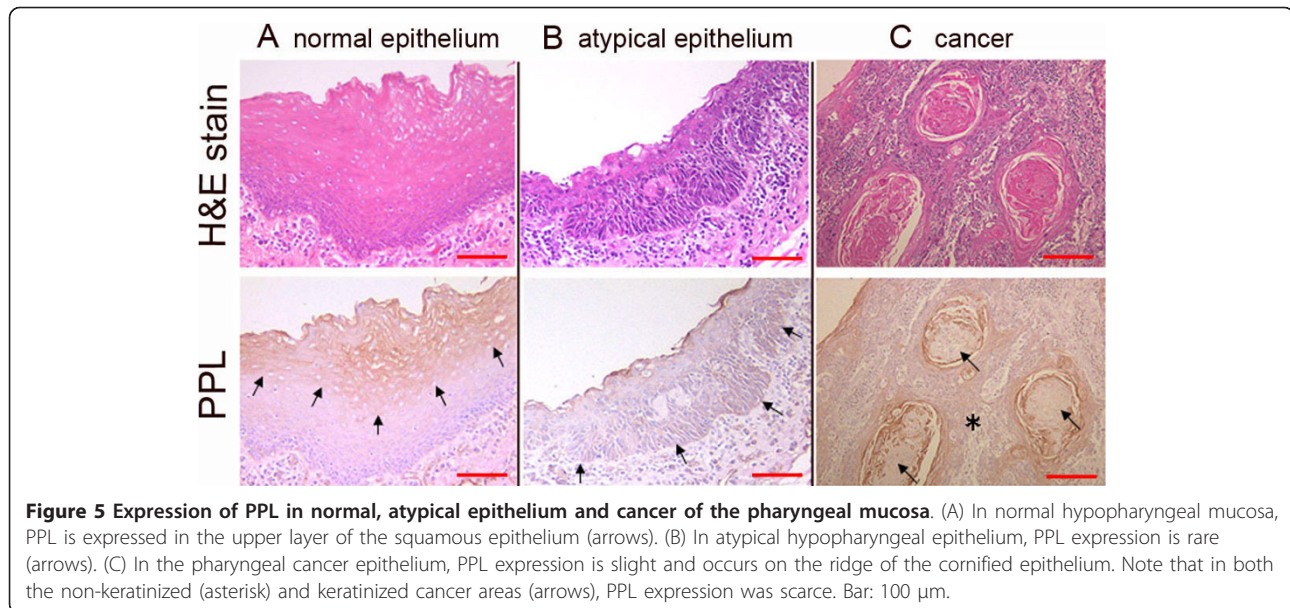 A normal epithelium
B atypical epithelium
C cancer
H&E stain
PPL
*
Figure 5 Expression of PPL in normal, atypical epithelium and cancer of the pharyngeal mucosa. (A) In normal hypopharyngeal mucosa,
PPL is expressed in the upper layer of the squamous epithelium (arrows). (B) In atypical hypopharyngeal epithelium, PPL expression is rare
(arrows). (C) In the pharyngeal cancer epithelium, PPL expression is slight and occurs on the ridge of the cornified epithelium. Note that in both
the non-keratinized (asterisk) and keratinized cancer areas (arrows), PPL expression was scarce. Bar: 100 μm.